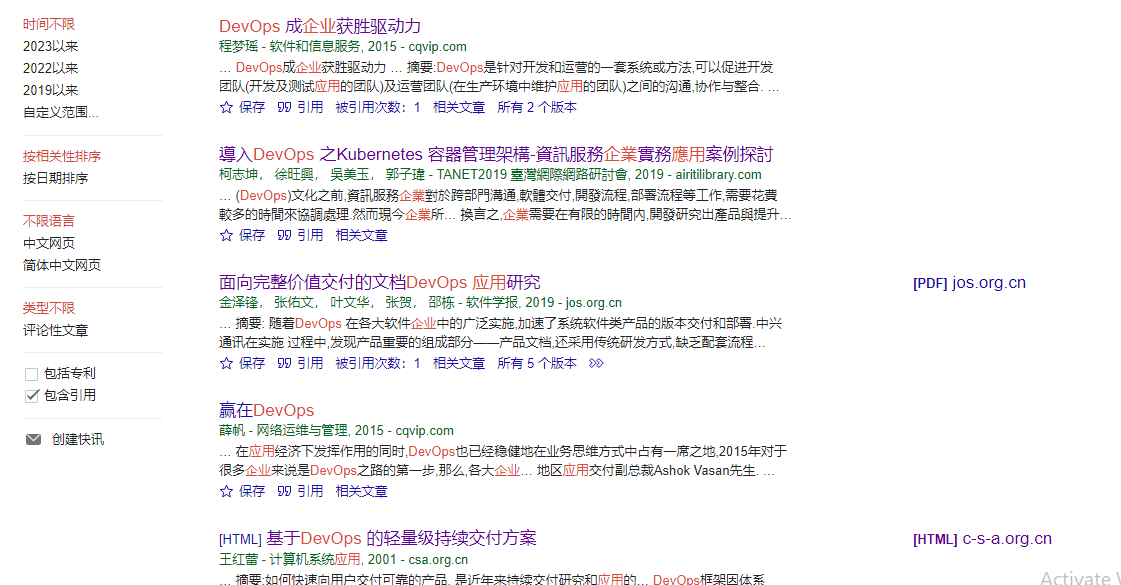 时间不限
2023以来
2022以来
2019以来
自定义范围...
按相关性排序
按日期排序
不限语言
中文网页
简体中文网页
类型不限
评论性文章
包括专利
包含引用
创建快讯
DevOps 成企业获胜驱动力
程梦瑶 - 软件和信息服务, 2015 - cqvip.com
... DevOps成企业获胜驱动力 ... 摘要:DevOps是针对开发和运营的一套系统或方法,可以促进开发
团队(开发及测试应用的团队)及运营团队(在生产环境中维护应用的团队)之间的沟通,协作与整合. ...
保存 引用 被引用次数：1 相关文章 所有 2 个版本
導入DevOps 之Kubernetes 容器管理架構-資訊服務企業實務應用案例探討
柯志坤， 徐旺興， 吳美玉， 郭子瑋 - TANET2019 臺灣網際網路研討會, 2019 - airitilibrary.com
... (DevOps)文化之前,資訊服務企業對於跨部門溝通,軟體交付,開發流程,部署流程等工作,需要花費
較多的時間來協調處理.然而現今企業所... 換言之,企業需要在有限的時間內,開發研究出產品與提升...
保存 引用 相关文章
面向完整价值交付的文档DevOps 应用研究
[PDF] jos.org.cn
金泽锋， 张佑文， 叶文华， 张贺， 邵栋 - 软件学报, 2019 - jos.org.cn
... 摘要: 随着DevOps 在各大软件企业中的广泛实施,加速了系统软件类产品的版本交付和部署.中兴
通讯在实施 过程中,发现产品重要的组成部分——产品文档,还采用传统研发方式,缺乏配套流程...
保存 引用 被引用次数：1 相关文章 所有 5 个版本
赢在DevOps
薛帆 - 网络运维与管理, 2015 - cqvip.com
... 在应用经济下发挥作用的同时,DevOps也已经稳健地在业务思维方式中占有一席之地,2015年对于
很多企业来说是DevOps之路的第一步,那么,各大企业... 地区应用交付副总裁Ashok Vasan先生. ...
保存 引用 相关文章
[HTML] 基于DevOps 的轻量级持续交付方案
[HTML] c-s-a.org.cn
王红蕾 - 计算机系统应用, 2001 - csa.org.cn
... 摘要:如何快速向用户交付可靠的产品, 是近年来持续交付研究和应用的... DevOps框架因体系
Activate